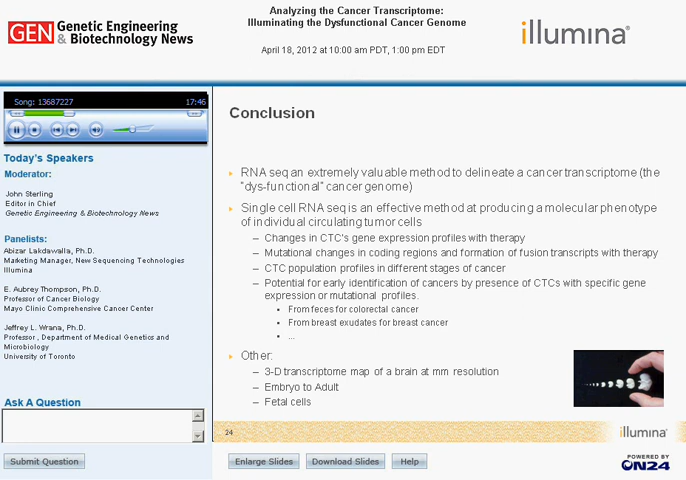 GEN Genetic Engineering
& Biotechnology News
Analyzing the Cancer Transcriptome:
Illuminating the Dysfunctional Cancer Genome
April 18, 2012 at 10:00 am PDT, 1:00 pm EDT
illumina®
Song: 13687227 17:46
Today's Speakers
Moderator:
John Sterling
Editor in Chief
Genetic Engineering & Biotechnology News
Panelists:
Abizar Lakdawalla, Ph.D.
Marketing Manager, New Sequencing Technologies
Illumina
E. Aubrey Thompson, Ph.D.
Professor of Cancer Biology
Mayo Clinic Comprehensive Cancer Center
Jeffrey L. Wrana, Ph.D.
Professor , Department of Medical Genetics and
Microbiology
University of Toronto
Ask A Question
Submit Question
Conclusion
RNA seq an extremely valuable method to delineate a cancer transcriptome (the
"dys-functional" cancer genome)
Single cell RNA seq is an effective method at producing a molecular phenotype
of individual circulating tumor cells
– Changes in CTC's gene expression profiles with therapy
– Mutational changes in coding regions and formation of fusion transcripts with therapy
– CTC population profiles in different stages of cancer
– Potential for early identification of cancers by presence of CTCs with specific gene
expression or mutational profiles.
• From feces for colorectal cancer
• From breast exudates for breast cancer
• ...
Other:
– 3-D transcriptome map of a brain at mm resolution
– Embryo to Adult
– Fetal cells
24
illumina®
Enlarge Slides Download Slides Help
POWERED BY
ON24